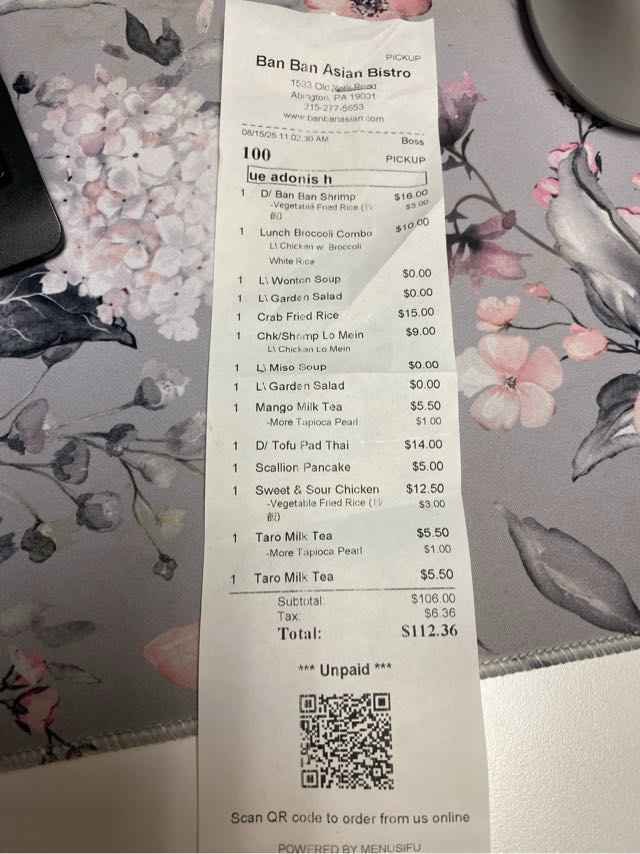 PICKUP
Ban Ban Asian Bistro
1533 Old York Road
Abington, PA 19001
215-277-5653
www.banbanasian.com
08/15/25 11:02:30 AM Boss
100 PICKUP
ue adonis h
1 D/ Ban Ban Shrimp $16.00
-Vegetable Fried Rice $3.00
飯)
1 Lunch Broccoli Combo $10.00
L\ Chicken w. Broccoli
White Rice
1 L\ Wonton Soup $0.00
1 L\ Garden Salad $0.00
1 Crab Fried Rice $15.00
1 Chk/Shrimp Lo Mein $9.00
L\ Chicken Lo Mein
1 L\ Miso Soup $0.00
1 L\ Garden Salad $0.00
1 Mango Milk Tea $5.50
-More Tapioca Pearl $1.00
1 D/ Tofu Pad Thai $14.00
1 Scallion Pancake $5.00
1 Sweet & Sour Chicken $12.50
-Vegetable Fried Rice $3.00
飯)
1 Taro Milk Tea $5.50
-More Tapioca Pearl $1.00
1 Taro Milk Tea $5.50
Subtotal: $106.00
Tax: $6.36
Total: $112.36
*** Unpaid ***
Scan QR code to order from us online
POWERED BY MENUSIFU